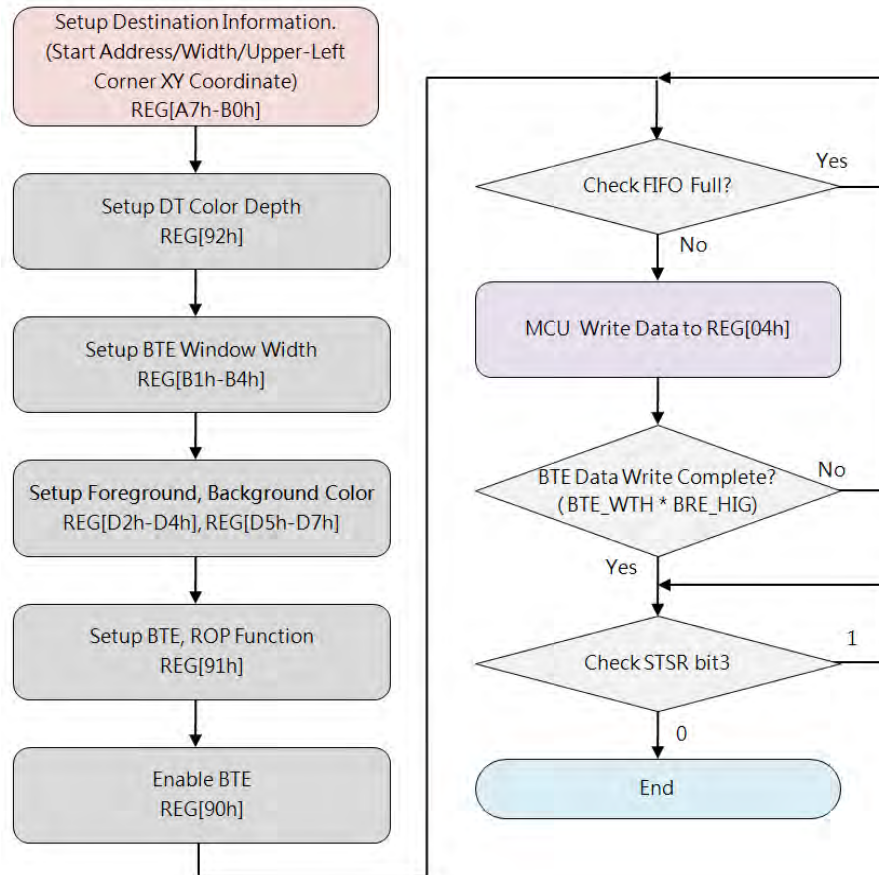 Setup Destination Information.
(Start Address/Width/Upper-Left
Corner XY Coordinate)
REG[A7h-B0h]
Setup DT Color Depth
REG[92h]
Setup BTE Window Width
REG[B1h-B4h]
Setup Foreground, Background Color
REG[D2h-D4h], REG[D5h-D7h]
Setup BTE, ROP Function
REG[91h]
Enable BTE
REG[90h]
Check FIFO Full?
Yes
No
MCU Write Data to REG[04h]
BTE Data Write Complete?
( BTE_WTH * BRE_HIG)
No
Yes
Check STSR bit3
1
0
End